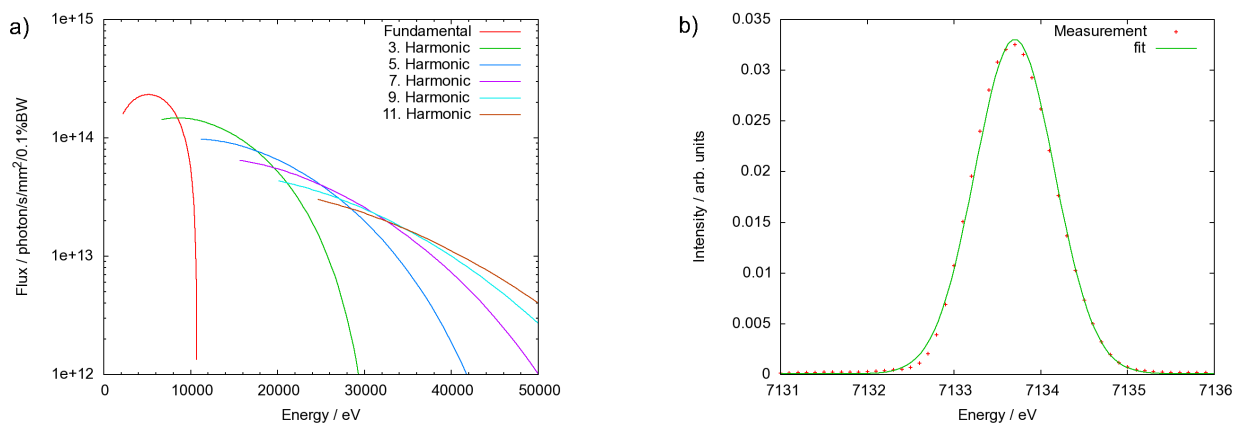 a)
1e+15
1e+14
1e+13
1e+12
Flux / photon/s/mm²/0.1%BW
Fundamental
3. Harmonic
5. Harmonic
7. Harmonic
9. Harmonic
11. Harmonic
0 10000 20000 30000 40000 50000
Energy / eV
b)
0.035
0.03
0.025
0.02
0.015
0.01
0.005
0
Intensity / arb. units
Measurement
fit
7131 7132 7133 7134 7135 7136
Energy / eV